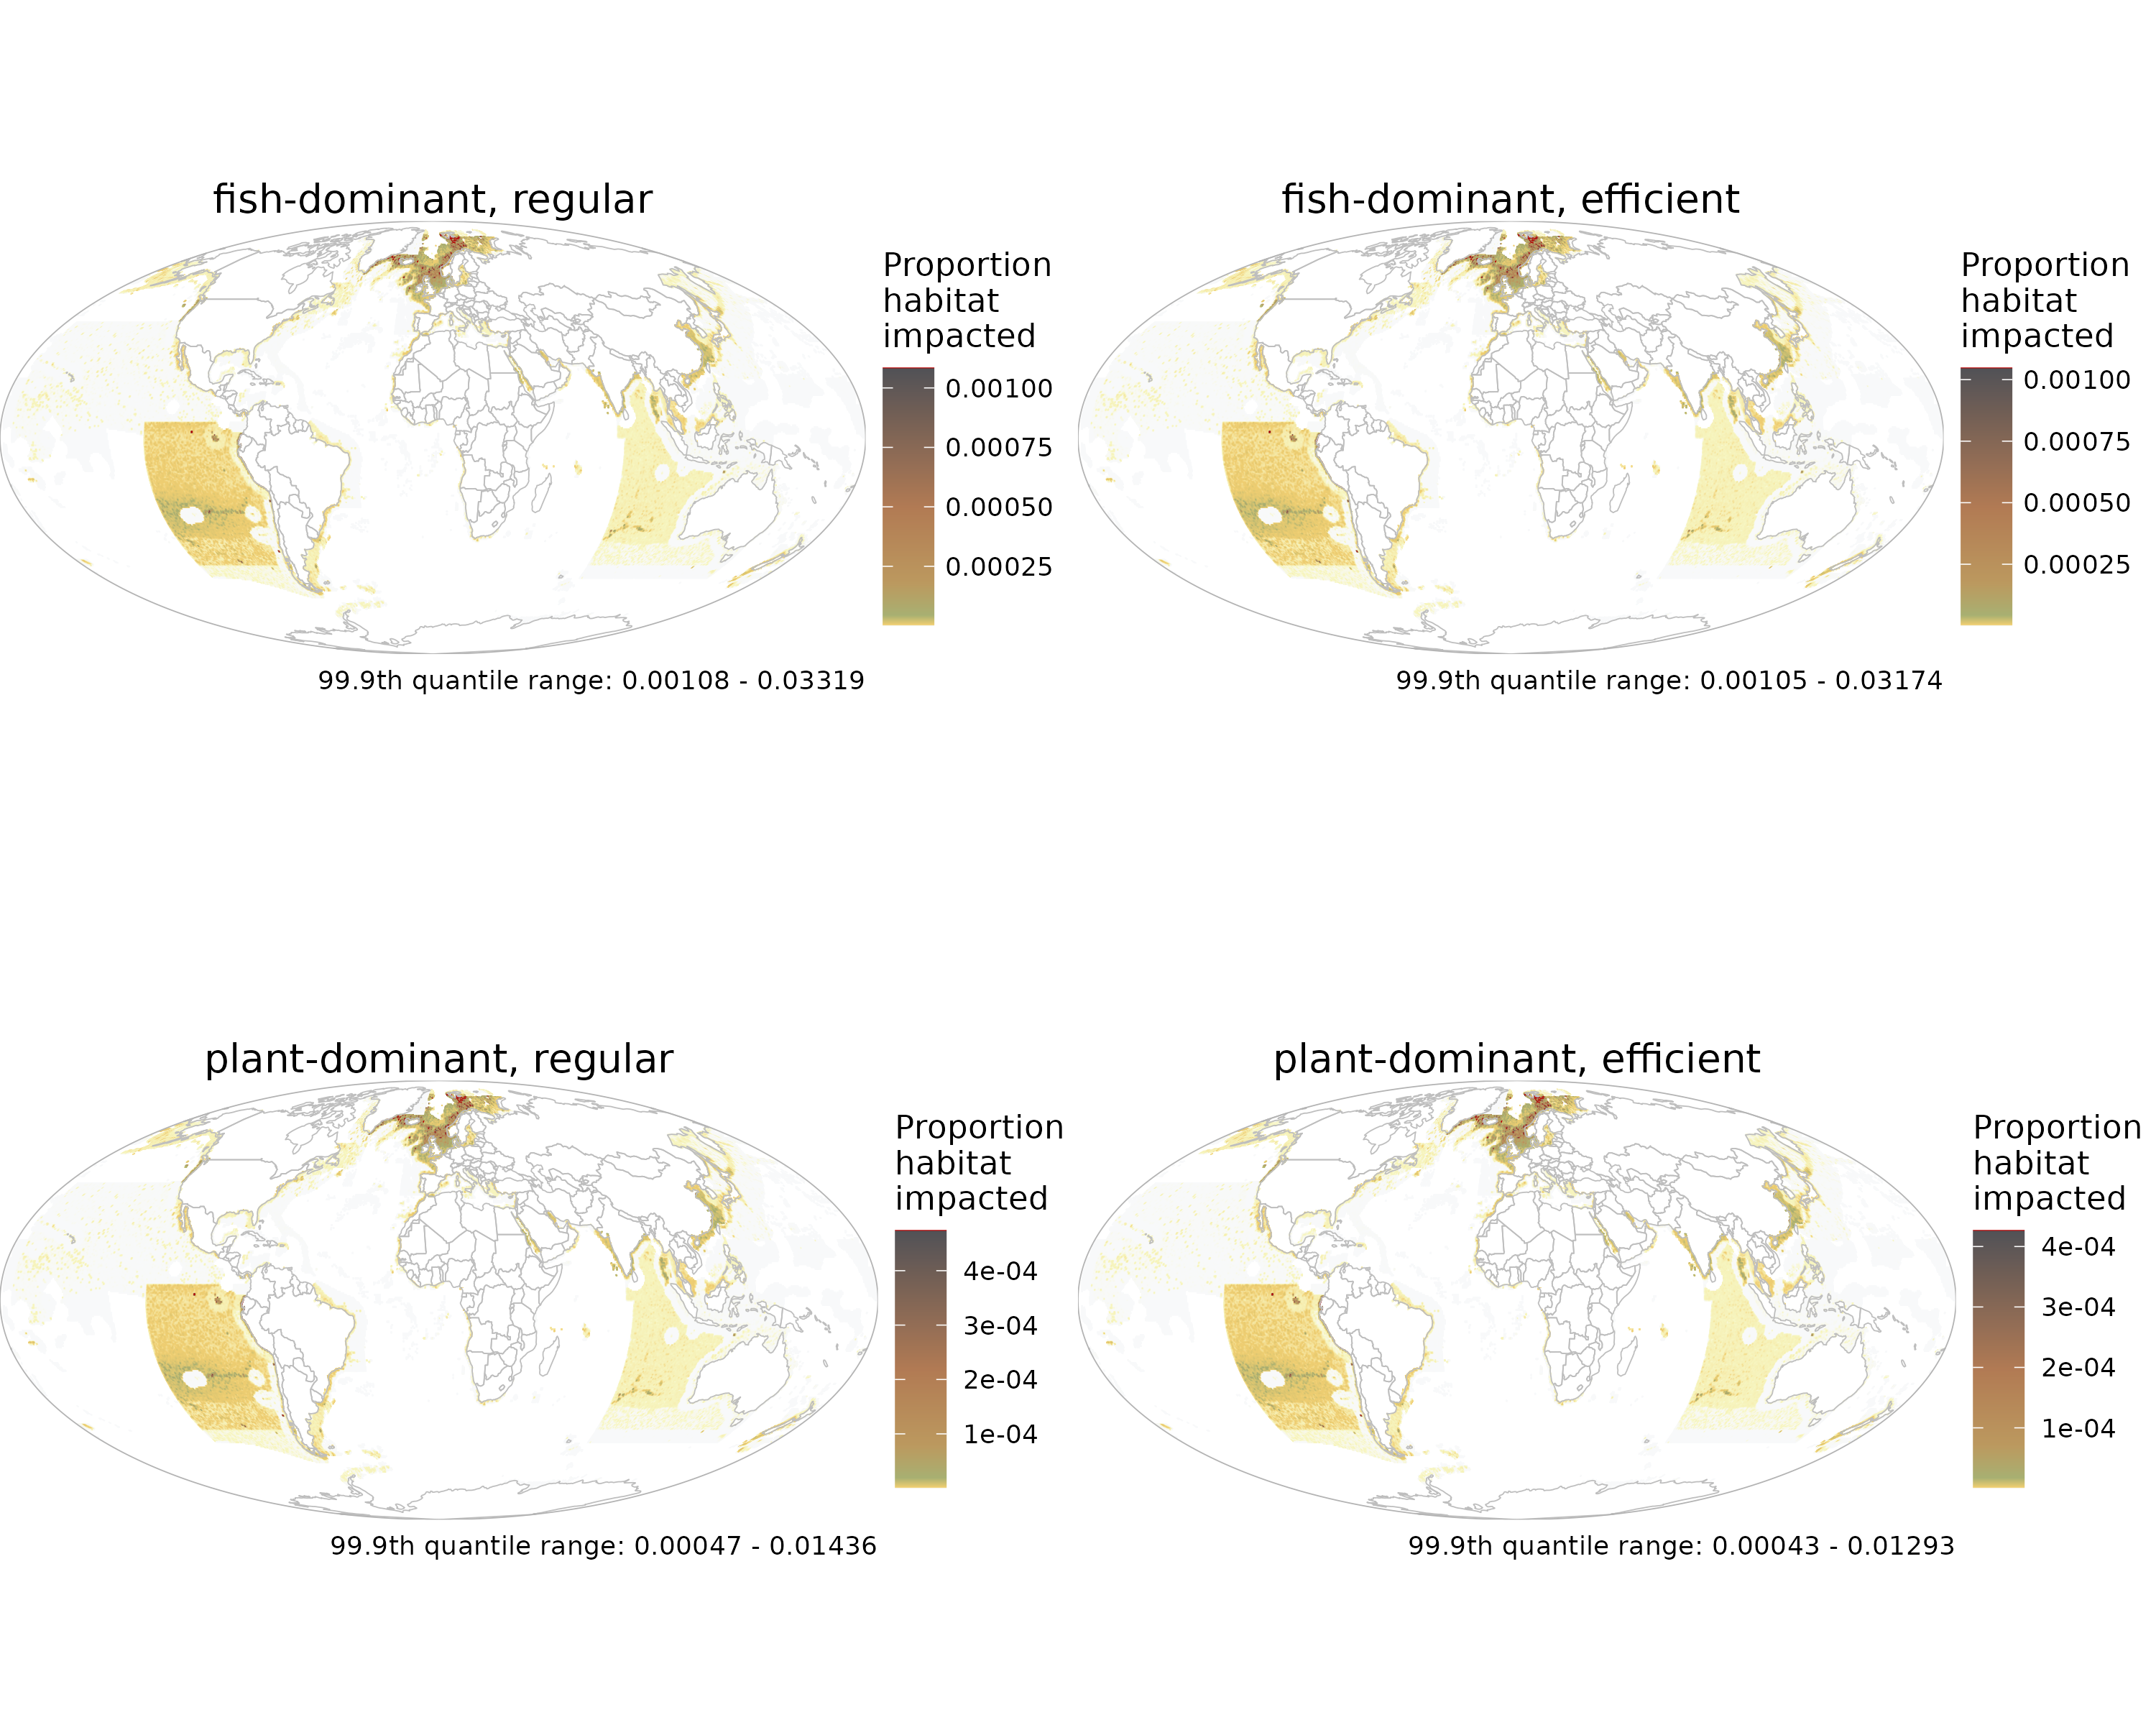 fish-dominant, regular
Proportion
habitat
impacted
0.00100
0.00075
0.00050
0.00025
99.9th quantile range: 0.00108 - 0.03319
fish-dominant, efficient
Proportion
habitat
impacted
0.00100
0.00075
0.00050
0.00025
99.9th quantile range: 0.00105 - 0.03174
plant-dominant, regular
Proportion
habitat
impacted
4e-04
3e-04
2e-04
1e-04
99.9th quantile range: 0.00047 - 0.01436
plant-dominant, efficient
Proportion
habitat
impacted
4e-04
3e-04
2e-04
1e-04
99.9th quantile range: 0.00043 - 0.01293